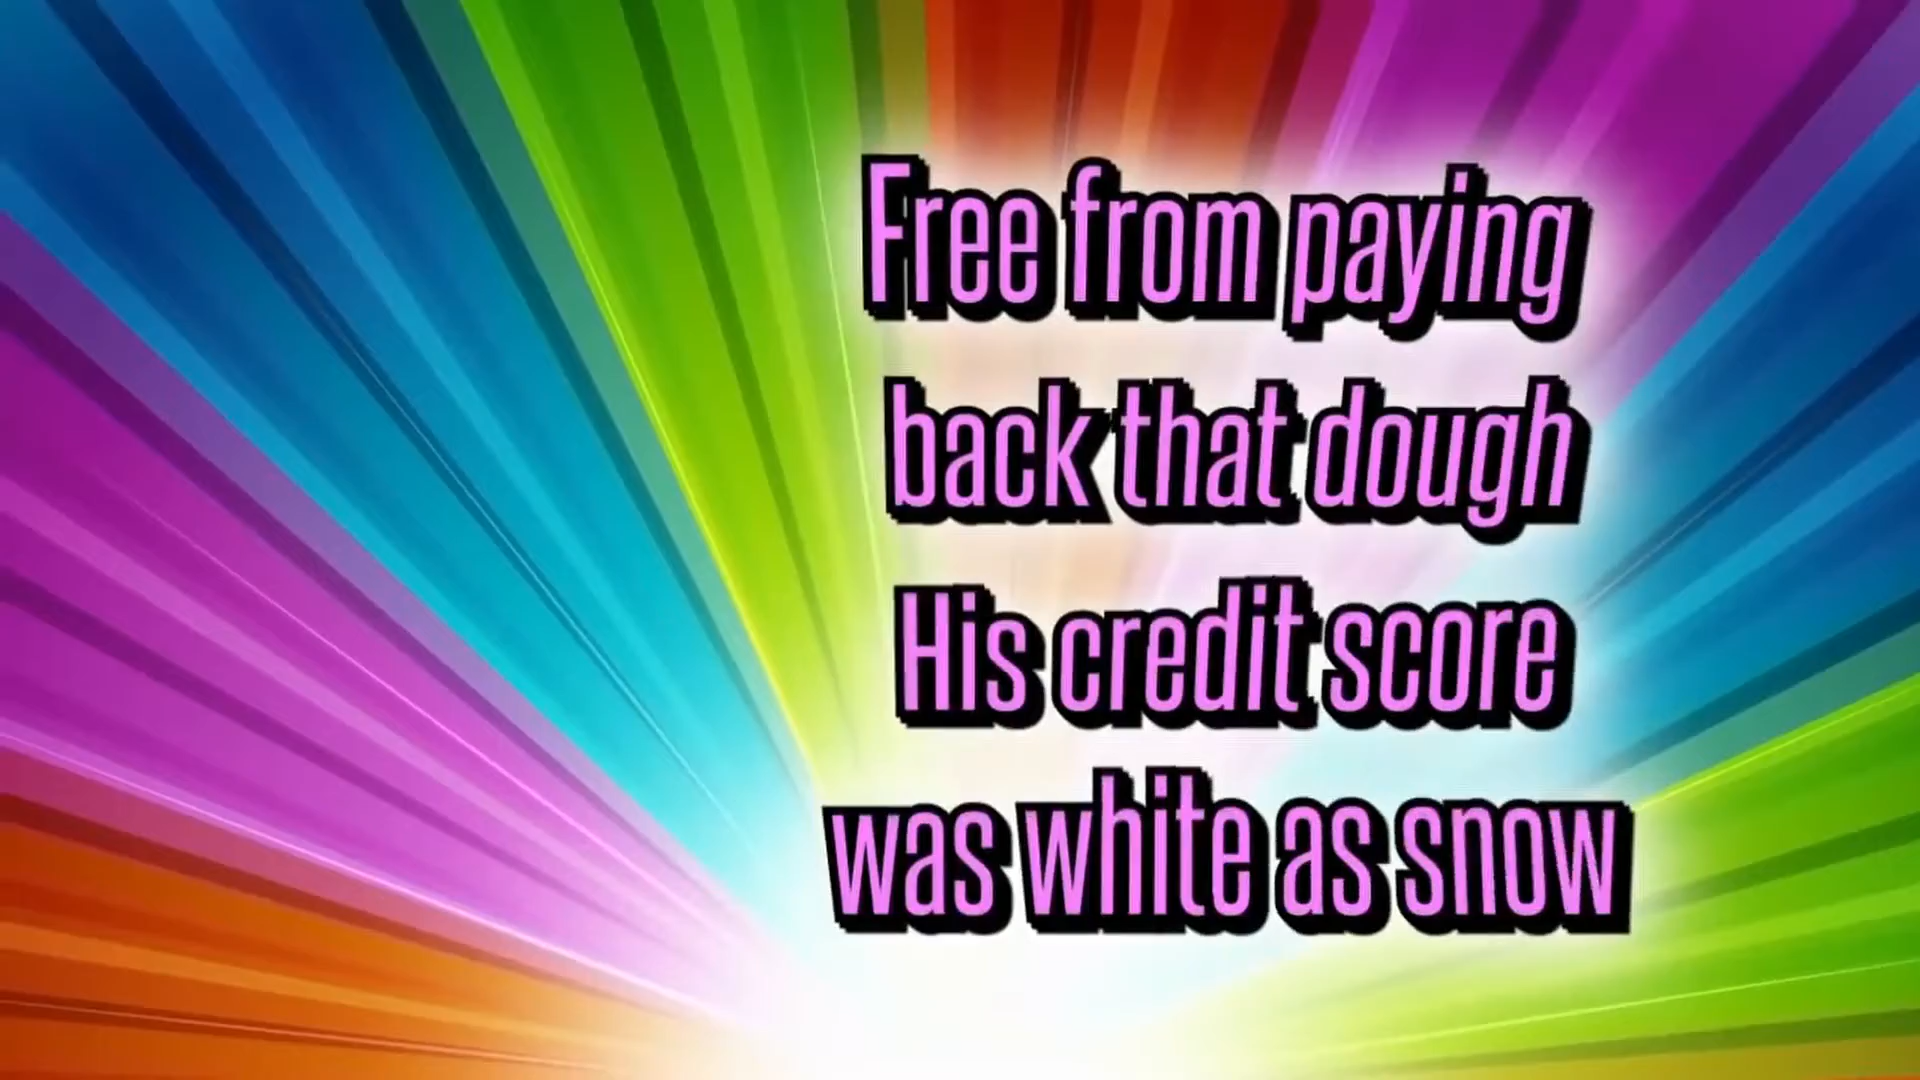 Free from paying
back that dough
His credit score
was white as snow